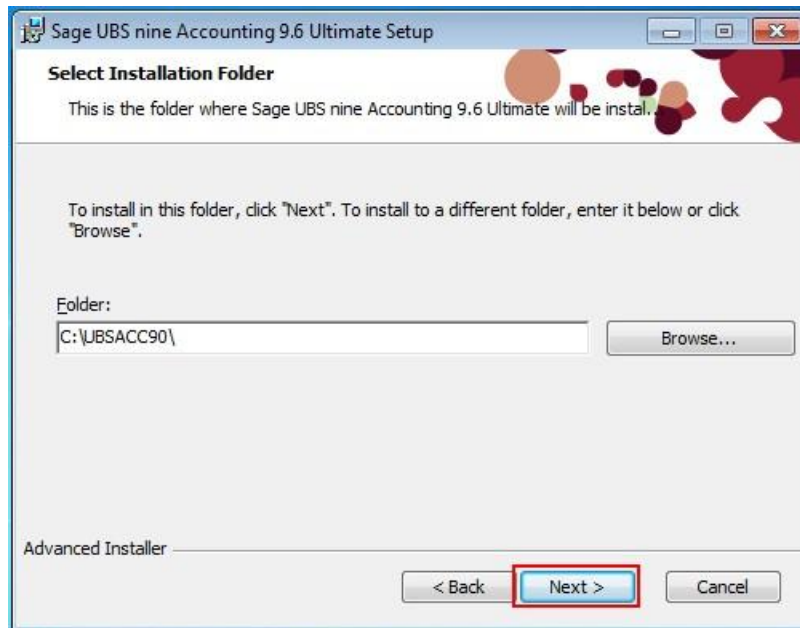 Sage UBS nine Accounting 9.6 Ultimate Setup
Select Installation Folder
This is the folder where Sage UBS nine Accounting 9.6 Ultimate will be instal..
To install in this folder, click "Next". To install to a different folder, enter it below or click
"Browse".
Folder:
C:\UBSACC90\
Browse...
Advanced Installer
< Back
Next >
Cancel